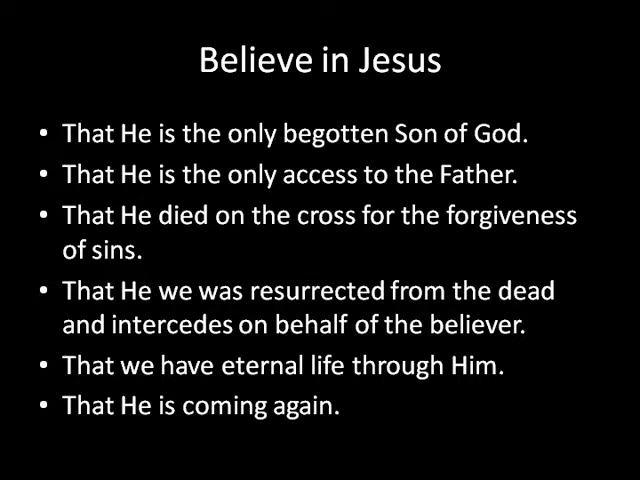 Believe in Jesus
• That He is the only begotten Son of God.
• That He is the only access to the Father.
• That He died on the cross for the forgiveness
of sins.
• That He we was resurrected from the dead
and intercedes on behalf of the believer.
• That we have eternal life through Him.
• That He is coming again.